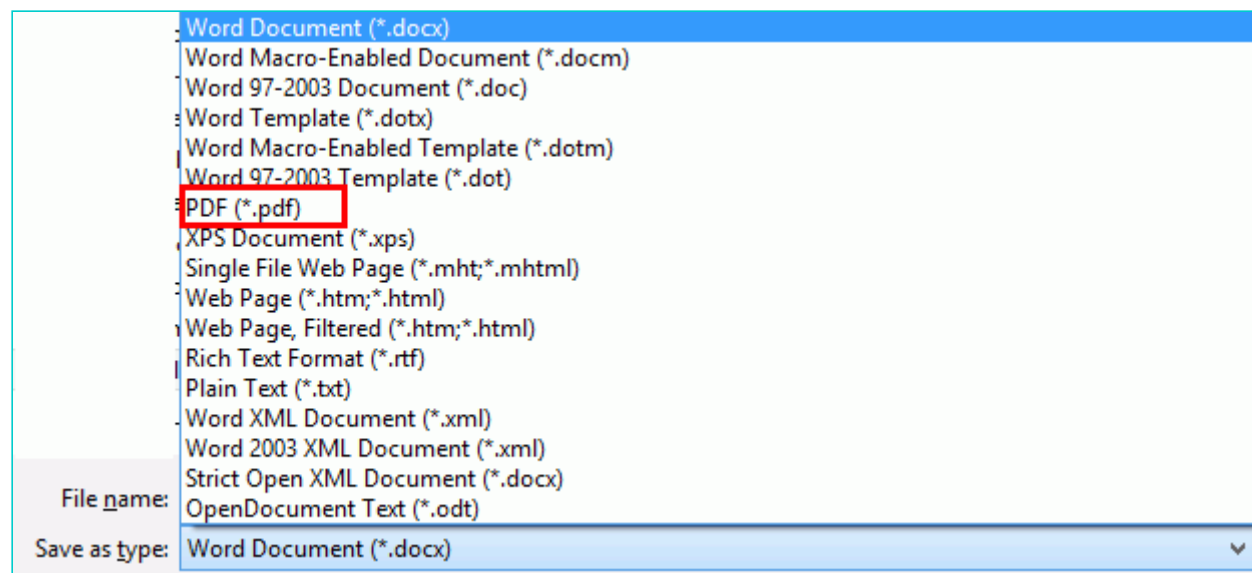 Word Document (*.docx)
Word Macro-Enabled Document (*.docm)
Word 97-2003 Document (*.doc)
Word Template (*.dotx)
Word Macro-Enabled Template (*.dotm)
Word 97-2003 Template (*.dot)
PDF (*.pdf)
XPS Document (*.xps)
Single File Web Page (*.mht;*.mhtml)
Web Page (*.htm;*.html)
Web Page, Filtered (*.htm;*.html)
Rich Text Format (*.rtf)
Plain Text (*.txt)
Word XML Document (*.xml)
Word 2003 XML Document (*.xml)
Strict Open XML Document (*.docx)
OpenDocument Text (*.odt)
File name:
Save as type: Word Document (*.docx)